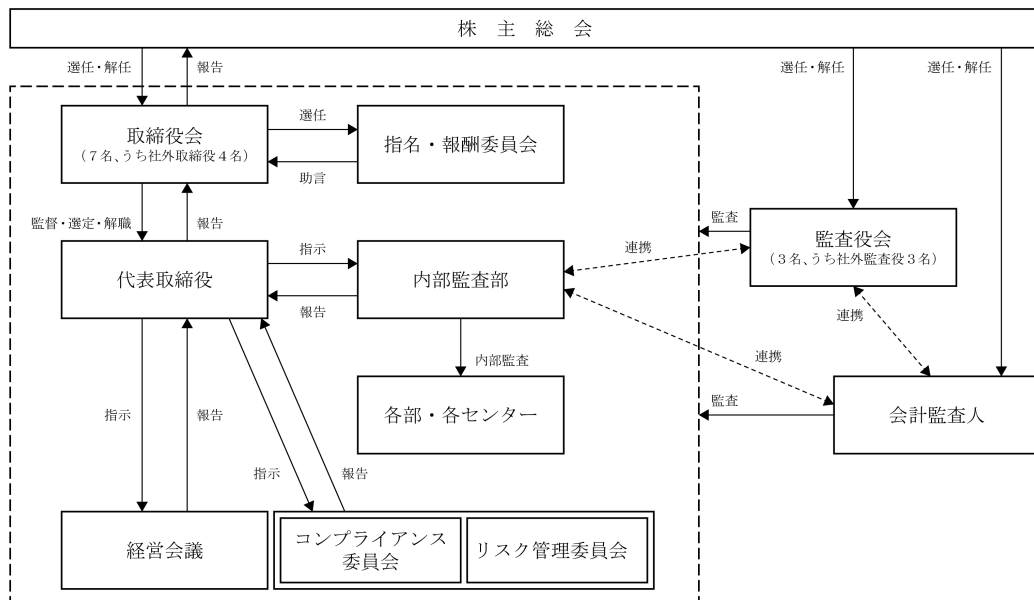 株主総会
選任・解任
報告
選任・解任
選任・解任
取締役会
（７名、うち社外取締役４名）
選任
助言
指名・報酬委員会
監督・選定・解職
報告
監査
連携
監査役会
（３名、うち社外監査役３名）
代表取締役
指示
報告
内部監査部
連携
連携
内部監査
各部・各センター
監査
会計監査人
指示
報告
指示
報告
経営会議
コンプライアンス
委員会
リスク管理委員会